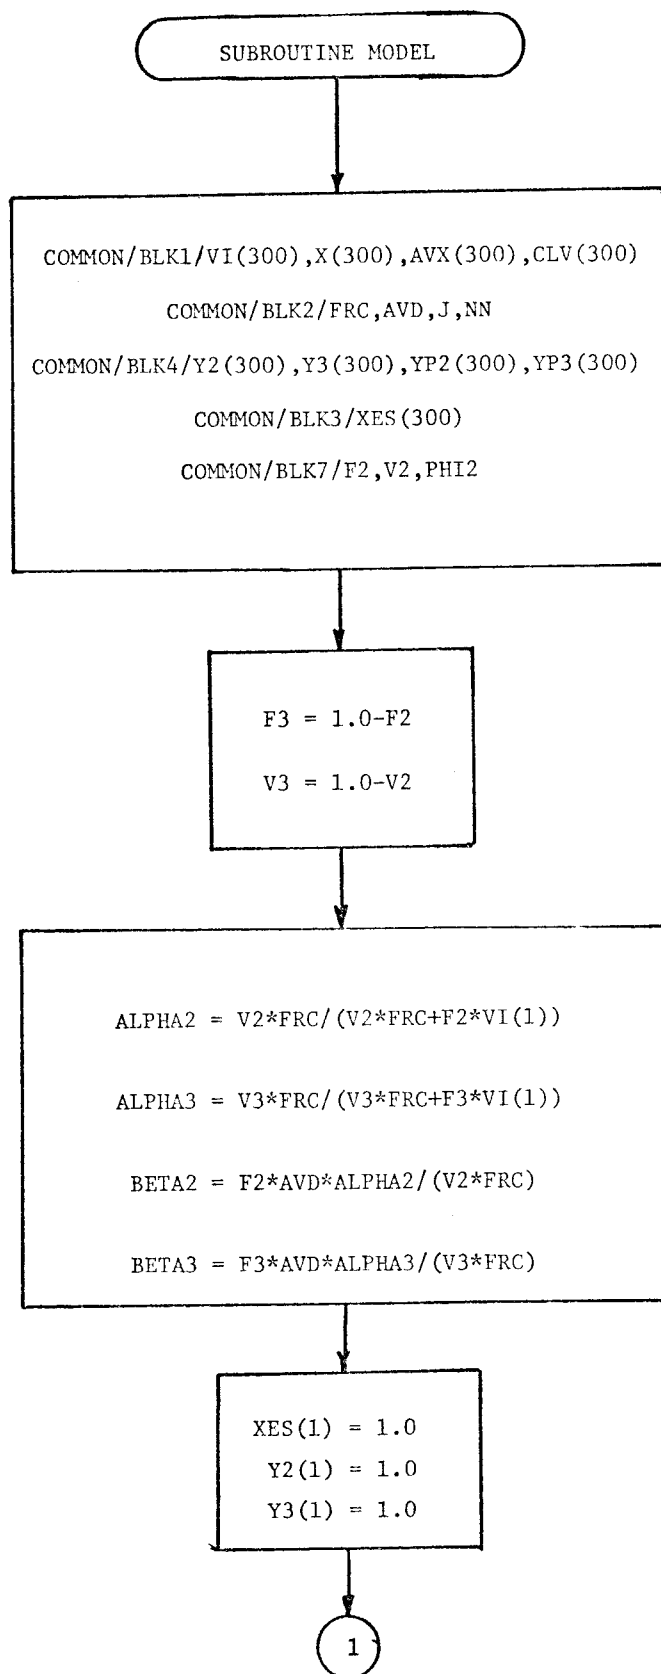 SUBROUTINE MODEL
COMMON/BLK1/VI(300),X(300),AVX(300),CLV(300)
COMMON/BLK2/FRC,AVD,J,NN
COMMON/BLK4/Y2(300),Y3(300),YP2(300),YP3(300)
COMMON/BLK3/XES(300)
COMMON/BLK7/F2,V2,PHI2
F3 = 1.0-F2
V3 = 1.0-V2
ALPHA2 = V2*FRC/(V2*FRC+F2*VI(1))
ALPHA3 = V3*FRC/(V3*FRC+F3*VI(1))
BETA2 = F2*AVD*ALPHA2/(V2*FRC)
BETA3 = F3*AVD*ALPHA3/(V3*FRC)
XES(1) = 1.0
Y2(1) = 1.0
Y3(1) = 1.0
1